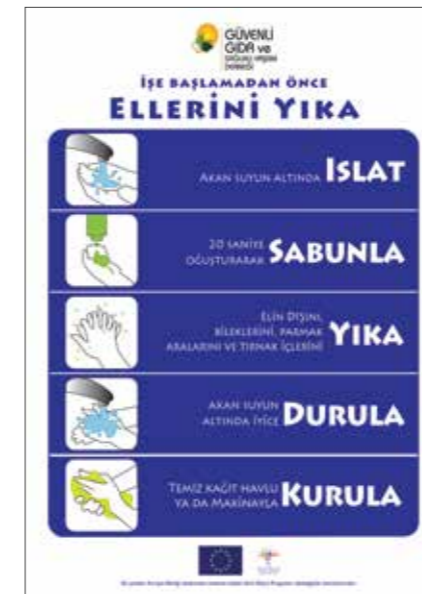 GÜVENLİ
GIDA ve
DERNEĞİ
İŞE BAŞLAMADAN ÖNCE
ELLERİNİ YIKA
AKAN SUYUN ALTINDA ISLAT
20 SANİYE
OĞUŞTURARAK SABUNLA
ELİN DIŞINI,
BİLEKLERİNİ, PARMAK
ARALARINI VE TIRNAK İÇLERİNİ YIKA
AKAN SUYUN
ALTINDA İYİCE DURULA
TEMİZ KAĞIT HAVLU
YA DA MAKİNAYLA KURULA